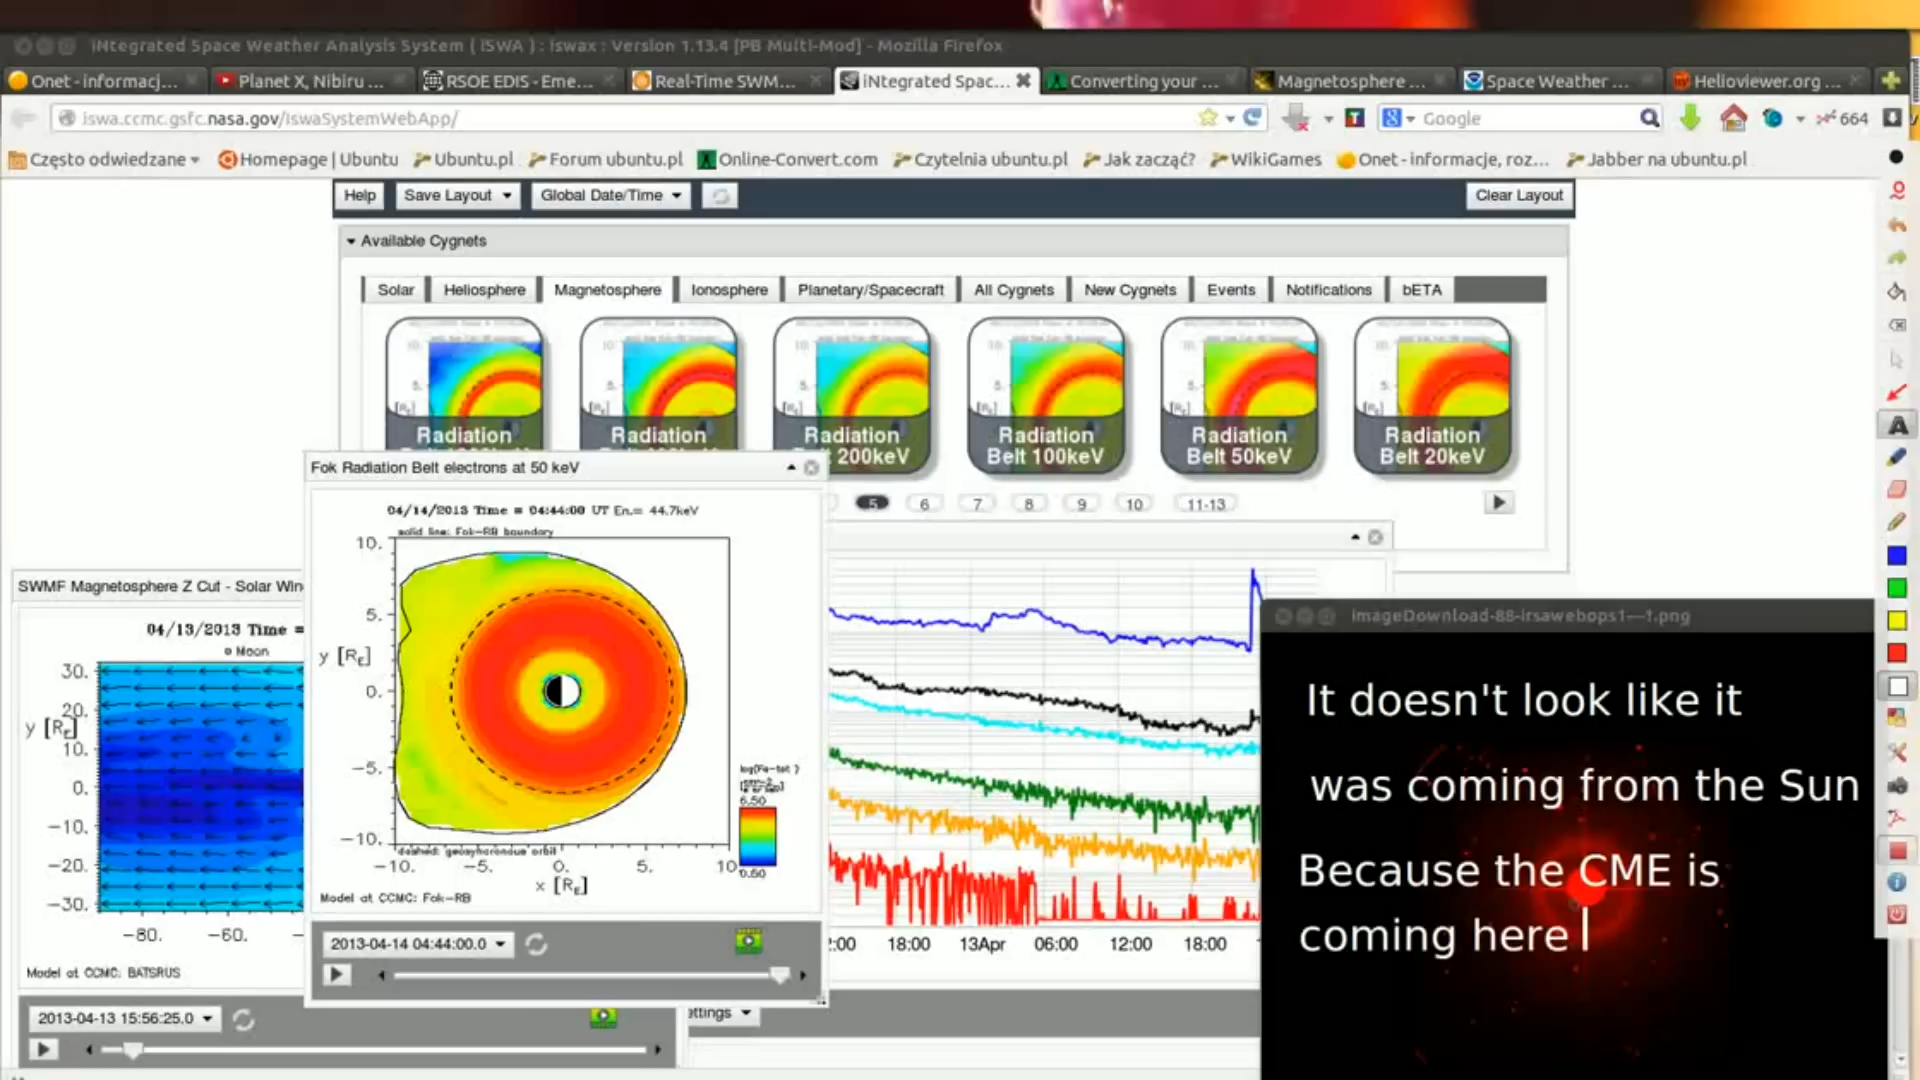 iNtegrated Space Weather Analysis System ( iSWA ) : iswax : Version 1.13.4 [PB Multi-Mod] - Mozilla Firefox
Onet - informacj... Planet X, Nibiru ... RSOE EDIS - Eme... Real-Time SWM... iNtegrated Spac... Converting your ... Magnetosphere ... Space Weather ... Helioviewer.org ...
iswa.ccmc.gsfc.nasa.gov/IswaSystemWebApp/ Google 664
Często odwiedzane Homepage | Ubuntu Ubuntu.pl Forum ubuntu.pl Online-Convert.com Czytelnia ubuntu.pl Jak zacząć? WikiGames Onet - informacje, roz... Jabber na ubuntu.pl
Help Save Layout Global Date/Time Clear Layout
Available Cygnets
Solar Heliosphere Magnetosphere Ionosphere Planetary/Spacecraft All Cygnets New Cygnets Events Notifications bETA
Radiation Radiation Radiation Radiation Radiation Radiation
Belt 200keV Belt 100keV Belt 50keV Belt 20keV
5 6 7 8 9 10 11-13
Fok Radiation Belt electrons at 50 keV
04/14/2013 Time = 04:44:00 UT En.= 44.7keV
solid line: Fok-RB boundary
10.
5.
y [RE]
0.
-5.
-10.
dashed: geosynchronous orbit
-10. -5. 0. 5. 10
x [RE]
6.50
0.60
Model at CCMC: Fok-RB
2013-04-14 04:44:00.0
SWMF Magnetosphere Z Cut - Solar Win
04/13/2013 Time =
Moon
30.
20.
y [RE]
10.
0.
-10.
-20.
-30.
-80. -60.
Model at CCMC: BATSRUS
2013-04-13 15:56:25.0
:00 18:00 13Apr 06:00 12:00 18:00
ettings
imageDownload-88-irsawebops1—1.png
It doesn't look like it
was coming from the Sun
Because the CME is
coming here